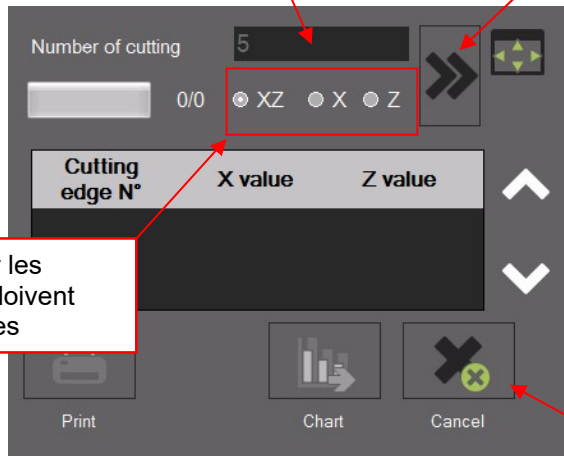 Number of cutting
5
0/0
XZ X Z
Cutting edge N°
X value
Z value
les
doivent
es
Print
Chart
Cancel